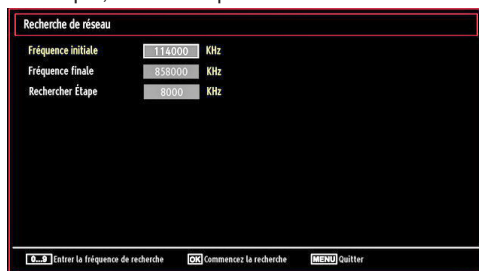 Recherche de réseau
Fréquence initiale 114000 KHz
Fréquence finale 858000 KHz
Rechercher Étape 8000 KHz
0...9 Entrer la fréquence de recherche OK Commencez la recherche MENU Quitter